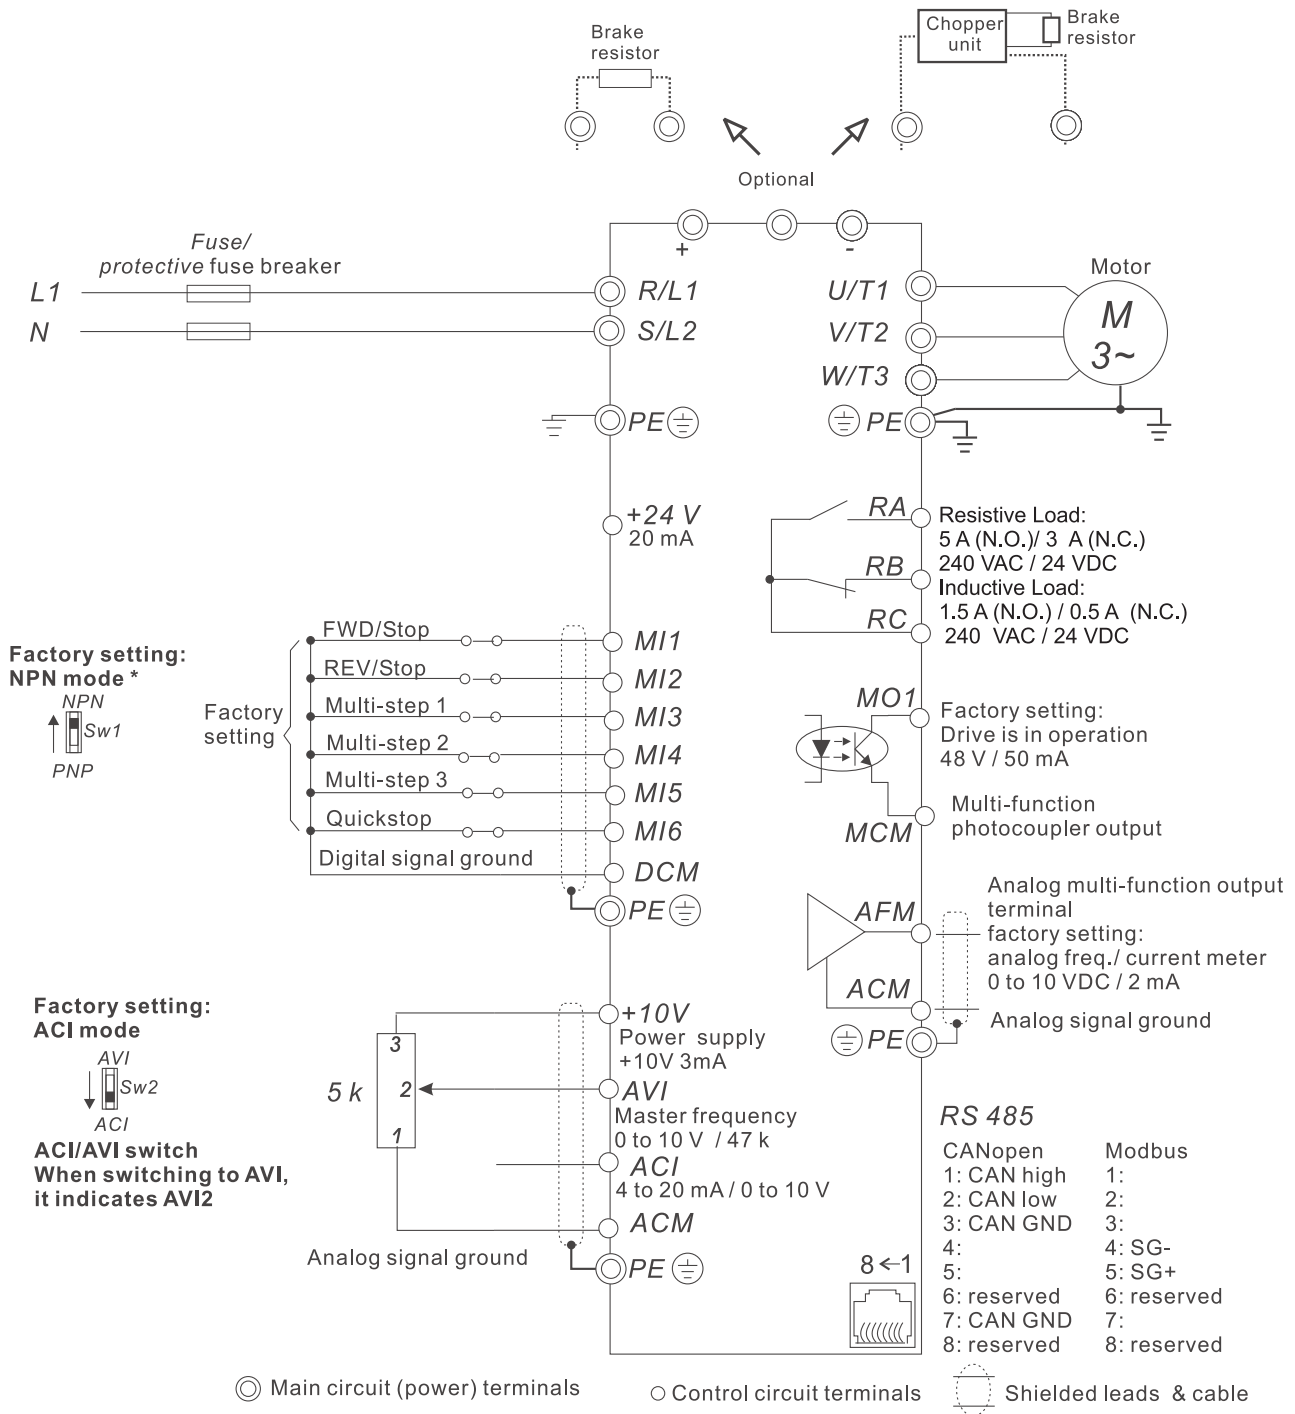 Brake
resistor
Chopper
unit
Brake
resistor
Optional
+
-
Fuse/
protective fuse breaker
L1
N
R/L1
S/L2
U/T1
V/T2
W/T3
Motor
M
3~
PE
PE
+24 V
20 mA
RA
RB
RC
Resistive Load:
5 A (N.O.)/ 3 A (N.C.)
240 VAC / 24 VDC
Inductive Load:
1.5 A (N.O.) / 0.5 A (N.C.)
240 VAC / 24 VDC
Factory setting:
NPN mode *
NPN
Sw1
PNP
Factory
setting
FWD/Stop
REV/Stop
Multi-step 1
Multi-step 2
Multi-step 3
Quickstop
Digital signal ground
MI1
MI2
MI3
MI4
MI5
MI6
DCM
PE
MO1
MCM
Factory setting:
Drive is in operation
48 V / 50 mA
Multi-function
photocoupler output
AFM
ACM
PE
Analog multi-function output
terminal
factory setting:
analog freq./ current meter
0 to 10 VDC / 2 mA
Analog signal ground
Factory setting:
ACI mode
AVI
Sw2
ACI
ACI/AVI switch
When switching to AVI,
it indicates AVI2
5 k
3
2
1
+10V
Power supply
+10V 3mA
AVI
Master frequency
0 to 10 V / 47 k
ACI
4 to 20 mA / 0 to 10 V
ACM
Analog signal ground
PE
8←1
RS 485
CANopen
1: CAN high
2: CAN low
3: CAN GND
4:
5:
6: reserved
7: CAN GND
8: reserved
Modbus
1:
2:
3:
4: SG-
5: SG+
6: reserved
7:
8: reserved
Main circuit (power) terminals
Control circuit terminals
Shielded leads & cable